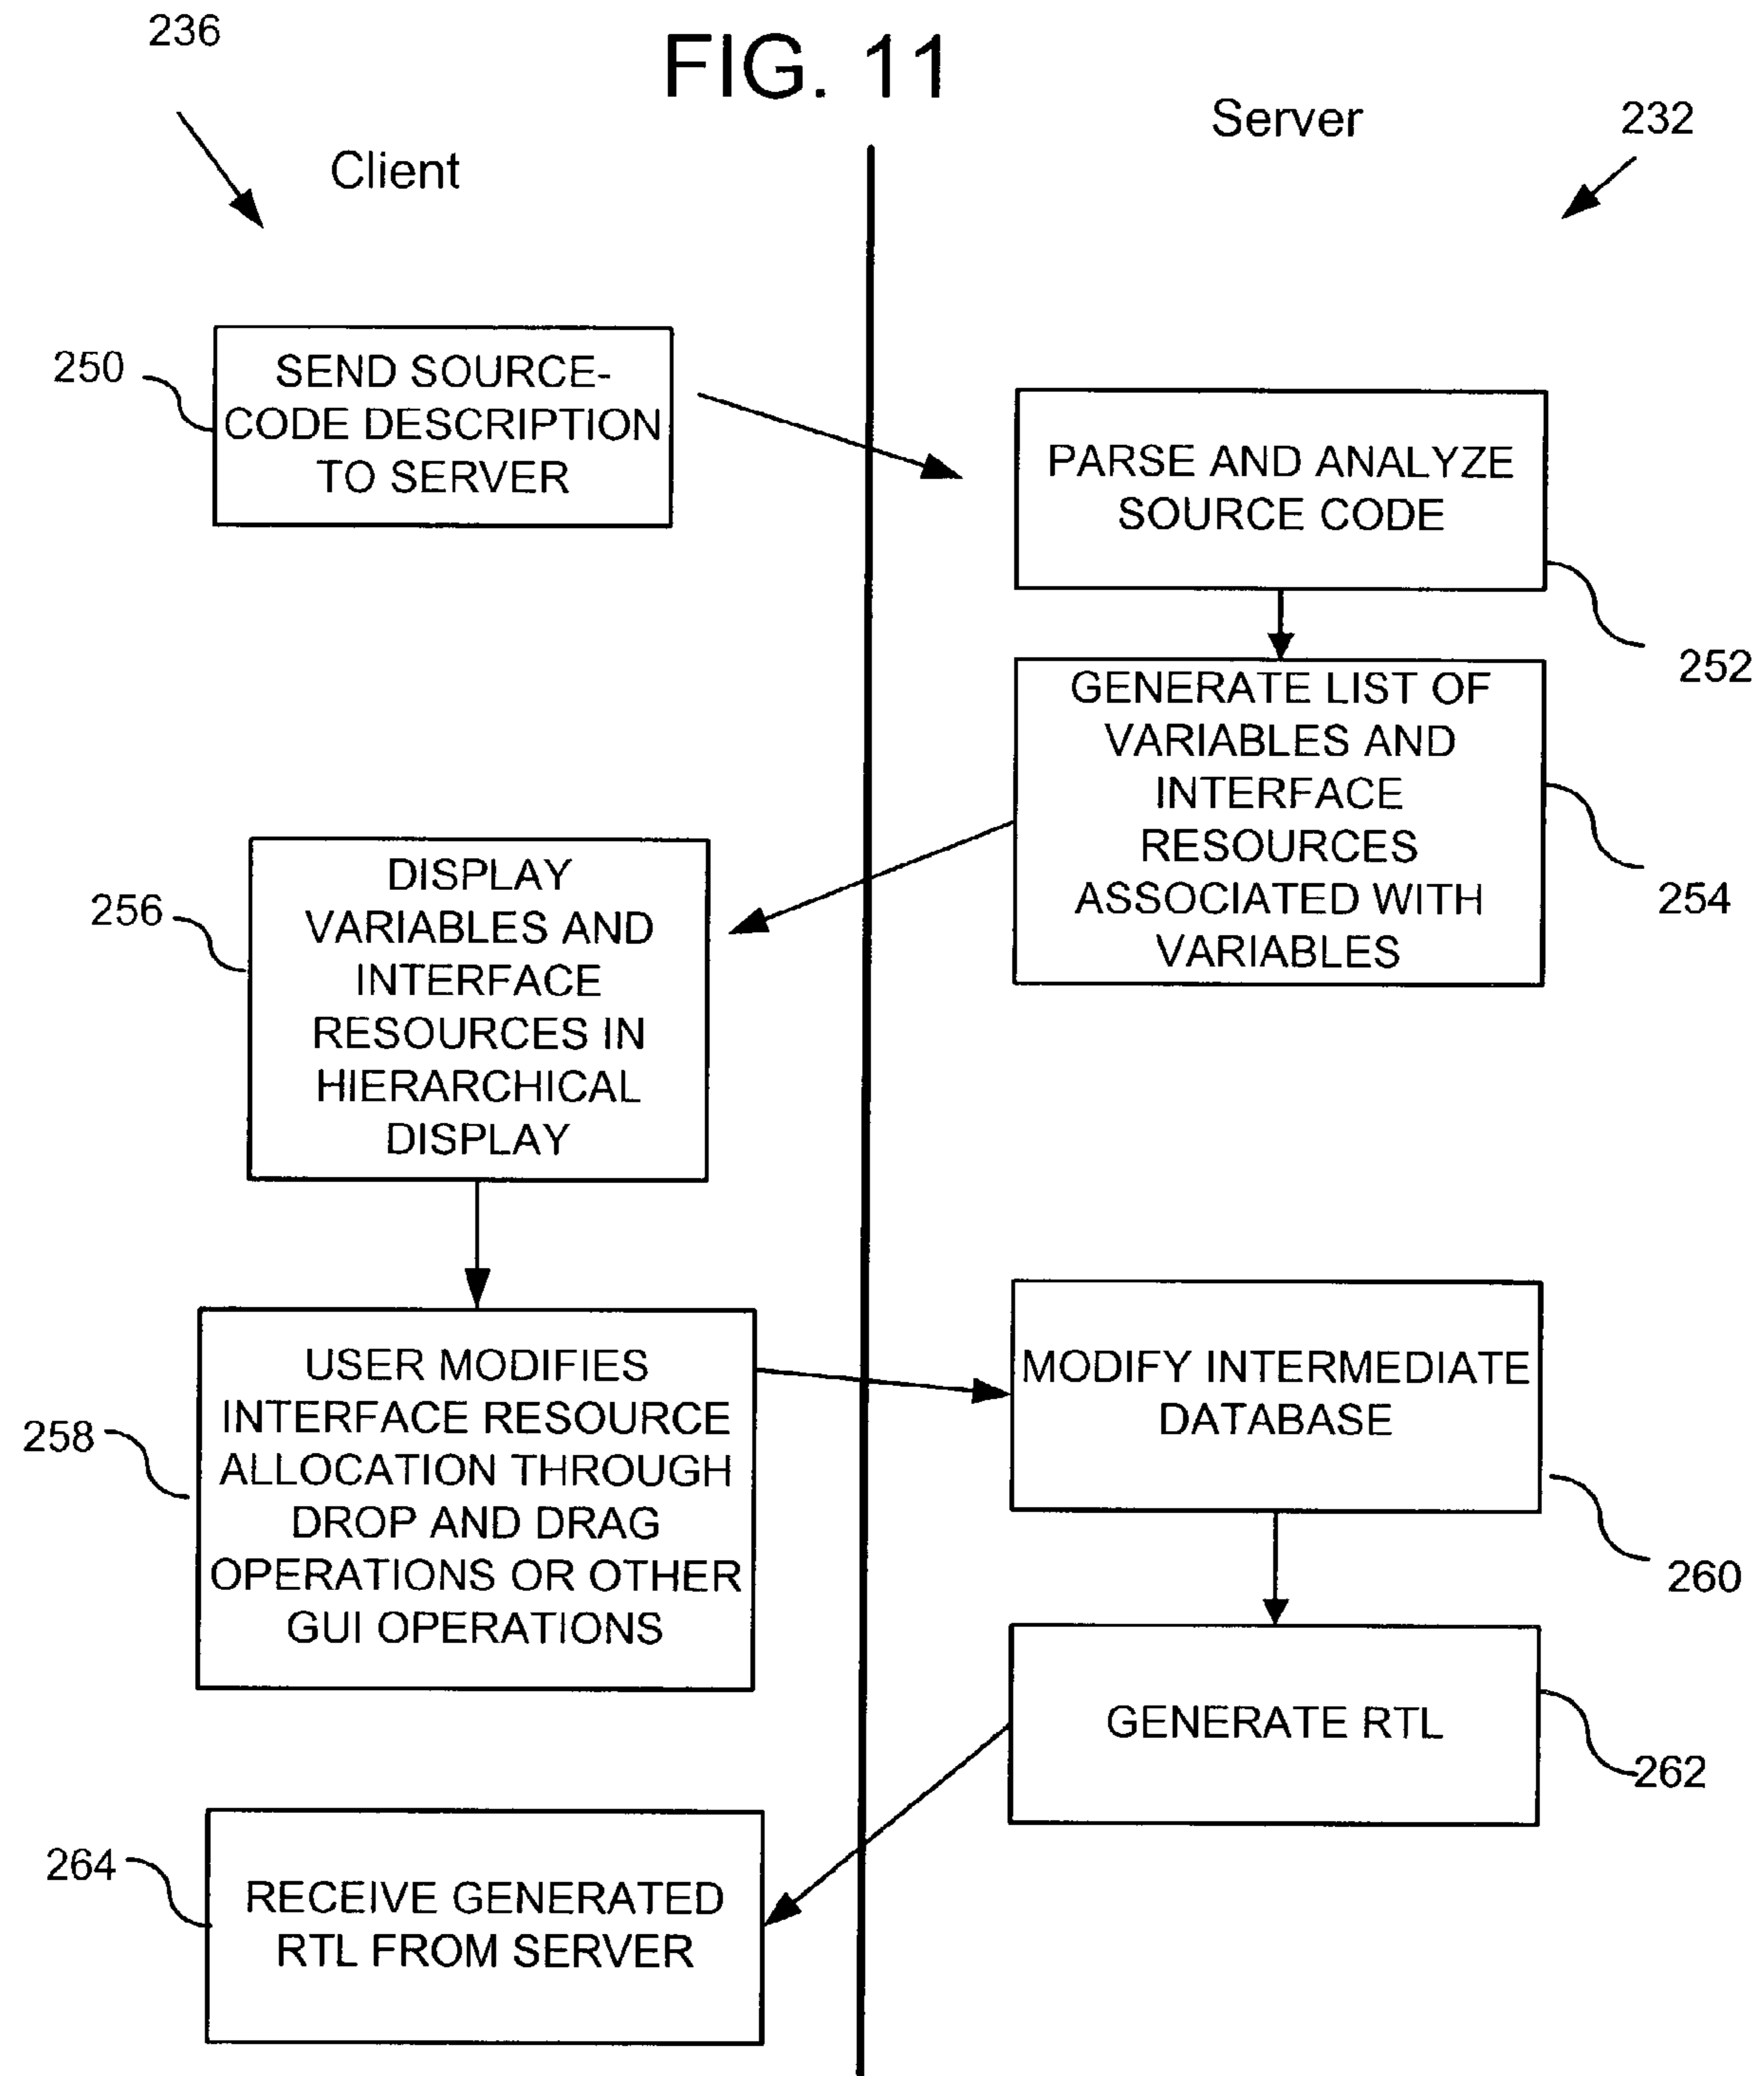 236
FIG. 11
Server
232
Client
250
SEND SOURCE-
CODE DESCRIPTION
TO SERVER
PARSE AND ANALYZE
SOURCE CODE
252
GENERATE LIST OF
VARIABLES AND
INTERFACE
RESOURCES
ASSOCIATED WITH
VARIABLES
254
256
DISPLAY
VARIABLES AND
INTERFACE
RESOURCES IN
HIERARCHICAL
DISPLAY
258
USER MODIFIES
INTERFACE RESOURCE
ALLOCATION THROUGH
DROP AND DRAG
OPERATIONS OR OTHER
GUI OPERATIONS
MODIFY INTERMEDIATE
DATABASE
260
GENERATE RTL
262
264
RECEIVE GENERATED
RTL FROM SERVER